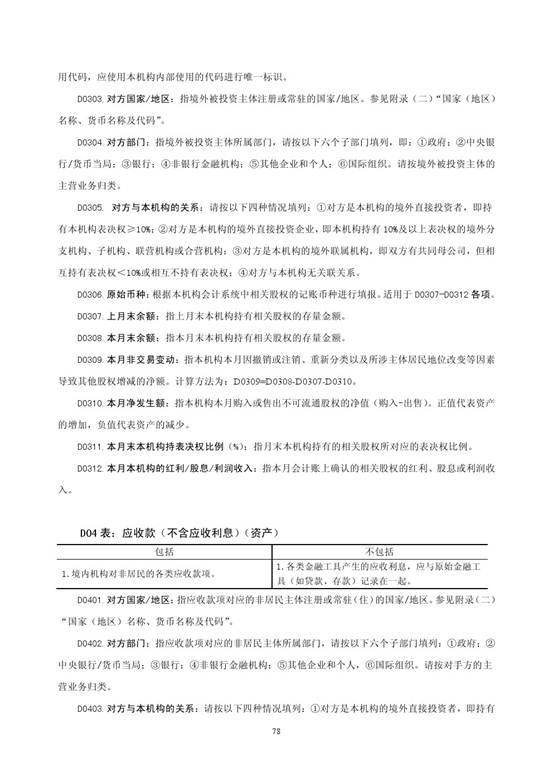 用代码，应使用本机构内部使用的代码进行唯一标识。
D0303.对方国家/地区：指境外被投资主体注册或常驻的国家/地区。参见附录（二）“国家（地区）
名称、货币名称及代码”。
D0304.对方部门：指境外被投资主体所属部门，请按以下六个子部门填列，即：①政府；②中央银
行/货币当局；③银行；④非银行金融机构；⑤其他企业和个人；⑥国际组织。请按境外被投资主体的
主营业务归类。
D0305. 对方与本机构的关系：请按以下四种情况填列：①对方是本机构的境外直接投资者，即持
有本机构表决权≥10%；②对方是本机构的境外直接投资企业，即本机构持有10%及以上表决权的境外分
支机构、子机构、联营机构或合营机构；③对方是本机构的境外联属机构，即双方有共同母公司，但相
互持有表决权＜10%或相互不持有表决权；④对方与本机构无关联关系。
D0306.原始币种：根据本机构会计系统中相关股权的记账币种进行填报。适用于D0307-D0312各项。
D0307.上月末余额：指上月末本机构持有相关股权的存量金额。
D0308.本月末余额：指本月末本机构持有相关股权的存量金额。
D0309.本月非交易变动：指本机构本月因撤销或注销、重新分类以及所涉主体居民地位改变等因素
导致其他股权增减的净额。计算方法为：D0309=D0308-D0307-D0310。
D0310.本月净发生额：指本机构本月购入或售出不可流通股权的净值（购入-出售）。正值代表资产
的增加，负值代表资产的减少。
D0311.本月末本机构持表决权比例（%）：指月末本机构持有的相关股权所对应的表决权比例。
D0312.本月本机构的红利/股息/利润收入：指本月会计账上确认的相关股权的红利、股息或利润收
入。
D04表：应收款（不含应收利息）（资产）
包括
不包括
1.境内机构对非居民的各类应收款项。
1.各类金融工具产生的应收利息，应与原始金融工
具（如贷款、存款）记录在一起。
D0401.对方国家/地区：指应收款项对应的非居民主体注册或常驻（住）的国家/地区。参见附录（二）
“国家（地区）名称、货币名称及代码”。
D0402.对方部门：指应收款项对应的非居民主体所属部门，请按以下六个子部门填列：①政府；②
中央银行/货币当局；③银行；④非银行金融机构；⑤其他企业和个人，⑥国际组织。请按对手方的主
营业务归类。
D0403.对方与本机构的关系：请按以下四种情况填列：①对方是本机构的境外直接投资者，即持有
78